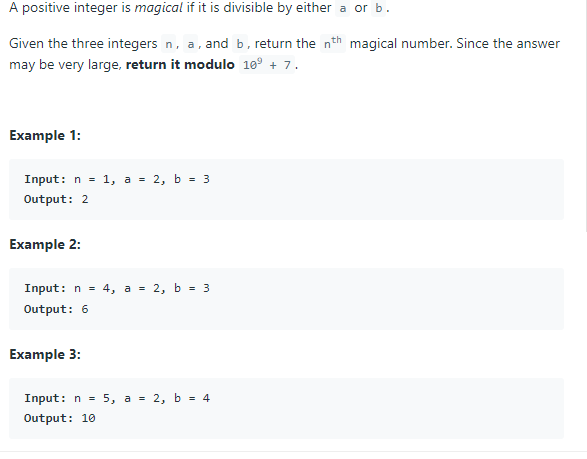 A positive integer is magical if it is divisible by either a or b.
Given the three integers n, a, and b, return the nth magical number. Since the answer
may be very large, return it modulo 10⁹ + 7.
Example 1:
Input: n = 1, a = 2, b = 3
Output: 2
Example 2:
Input: n = 4, a = 2, b = 3
Output: 6
Example 3:
Input: n = 5, a = 2, b = 4
Output: 10